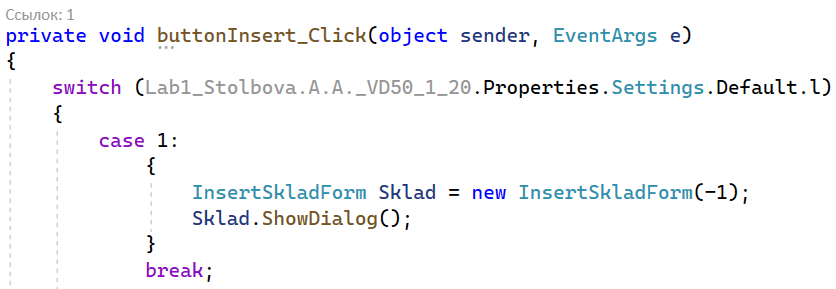 Ссылок: 1
private void buttonInsert_Click(object sender, EventArgs e)
{
switch (Lab1_Stolbova.A.A._VD50_1_20.Properties.Settings.Default.l)
{
case 1:
{
InsertSkladForm Sklad = new InsertSkladForm(-1);
Sklad.ShowDialog();
}
break;